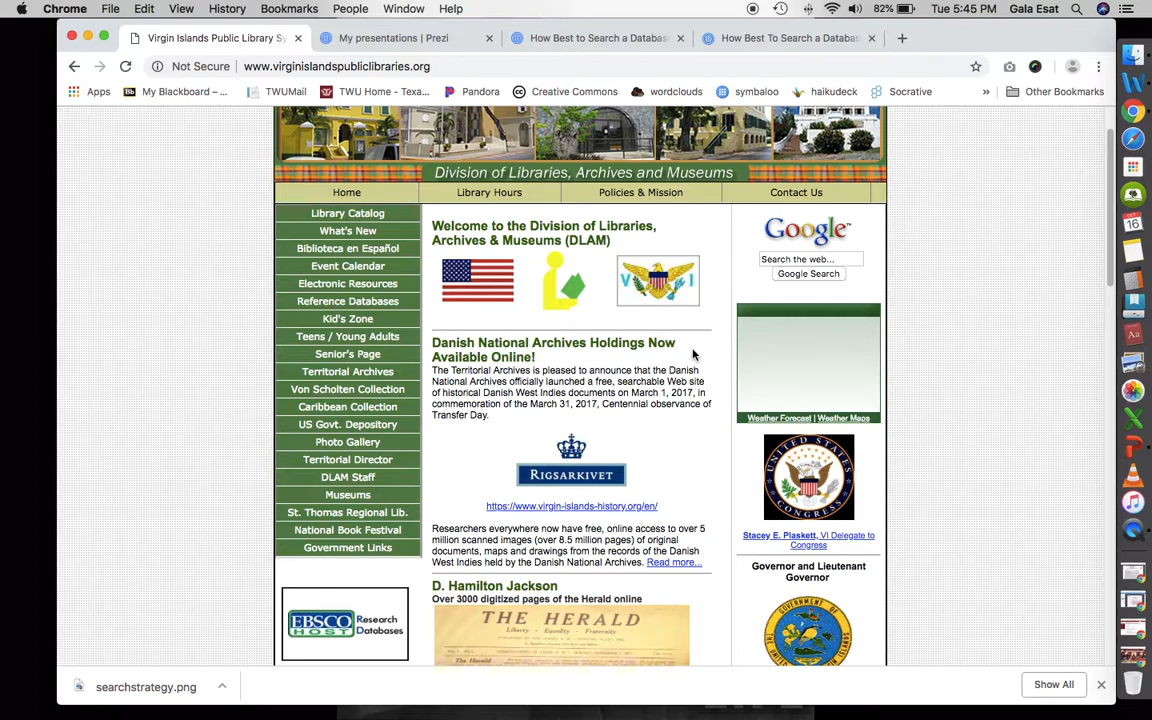 Chrome File Edit View History Bookmarks People Window Help 82% Tue 5:45 PM Gala Esat
Virgin Islands Public Library Sy
My presentations | Prezi
How Best to Search a Database
How Best To Search a Databas
Not Secure www.virginislandspubliclibraries.org
Apps My Blackboard – ... TWUMail TWU Home - Texa... Pandora Creative Commons wordclouds symbaloo haikudeck Socrative » Other Bookmarks
Division of Libraries, Archives and Museums
Home Library Hours Policies & Mission Contact Us
Library Catalog
What's New
Biblioteca en Español
Event Calendar
Electronic Resources
Reference Databases
Kid's Zone
Teens / Young Adults
Senior's Page
Territorial Archives
Von Scholten Collection
Caribbean Collection
US Govt. Depository
Photo Gallery
Territorial Director
DLAM Staff
Museums
St. Thomas Regional Lib.
National Book Festival
Government Links
EBSCO HOST Research Databases
Welcome to the Division of Libraries,
Archives & Museums (DLAM)
V I
Danish National Archives Holdings Now
Available Online!
The Territorial Archives is pleased to announce that the Danish
National Archives officially launched a free, searchable Web site
of historical Danish West Indies documents on March 1, 2017, in
commemoration of the March 31, 2017, Centennial observance of
Transfer Day.
RIGSARKIVET
https://www.virgin-islands-history.org/en/
Researchers everywhere now have free, online access to over 5
million scanned images (over 8.5 million pages) of original
documents, maps and drawings from the records of the Danish
West Indies held by the Danish National Archives. Read more...
D. Hamilton Jackson
Over 3000 digitized pages of the Herald online
THE HERALD
Liberty - Equality - Fraternity
Google
Search the web...
Google Search
Weather Forecast | Weather Maps
UNITED STATES
CONGRESS
Stacey E. Plaskett, VI Delegate to
Congress
Governor and Lieutenant
Governor
searchstrategy.png
Show All